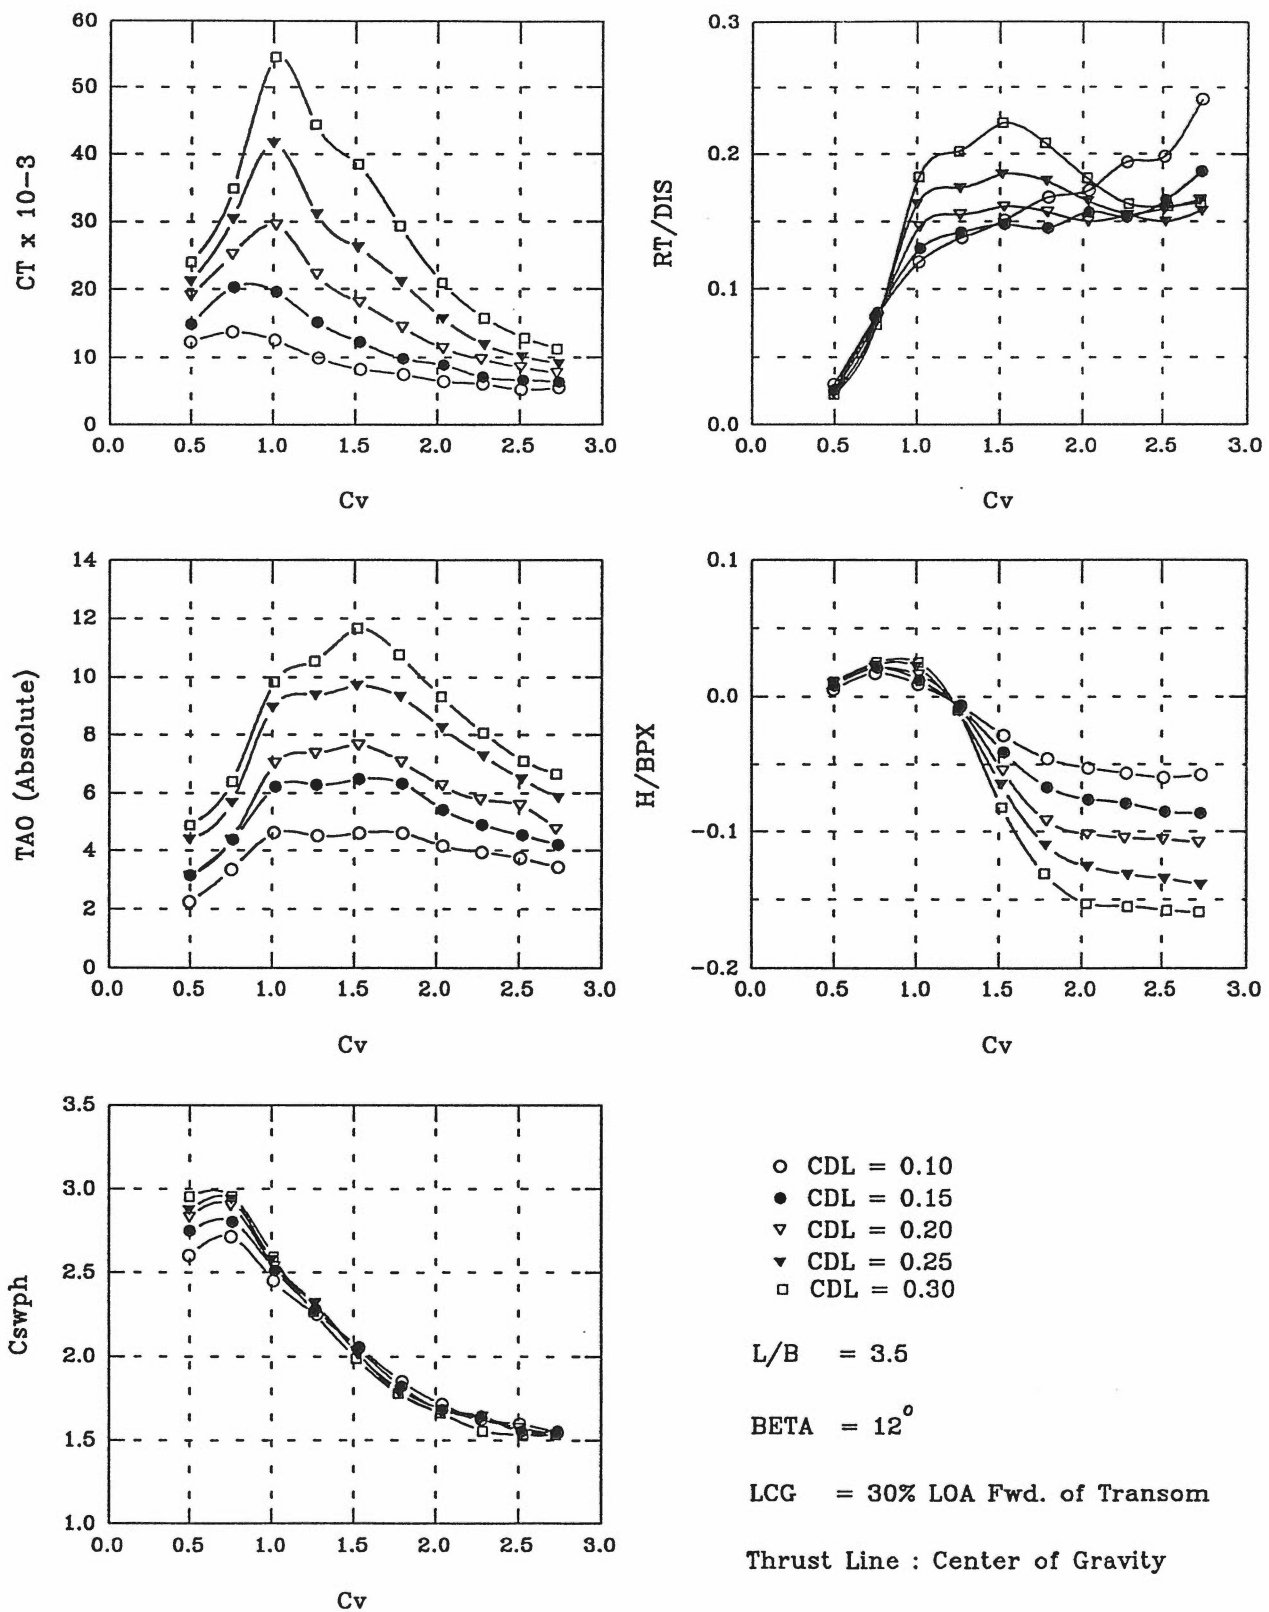 60
50
40
30
20
10
0
CT x 10-3
0.0 0.5 1.0 1.5 2.0 2.5 3.0
Cv
0.3
0.2
0.1
0.0
RT/DIS
0.0 0.5 1.0 1.5 2.0 2.5 3.0
Cv
14
12
10
8
6
4
2
0
TAO (Absolute)
0.0 0.5 1.0 1.5 2.0 2.5 3.0
Cv
0.1
0.0
-0.1
-0.2
H/BPX
0.0 0.5 1.0 1.5 2.0 2.5 3.0
Cv
3.5
3.0
2.5
2.0
1.5
1.0
Cswph
0.0 0.5 1.0 1.5 2.0 2.5 3.0
Cv
CDL = 0.10
CDL = 0.15
CDL = 0.20
CDL = 0.25
CDL = 0.30
L/B = 3.5
BETA = 12°
LCG = 30% LOA Fwd. of Transom
Thrust Line : Center of Gravity